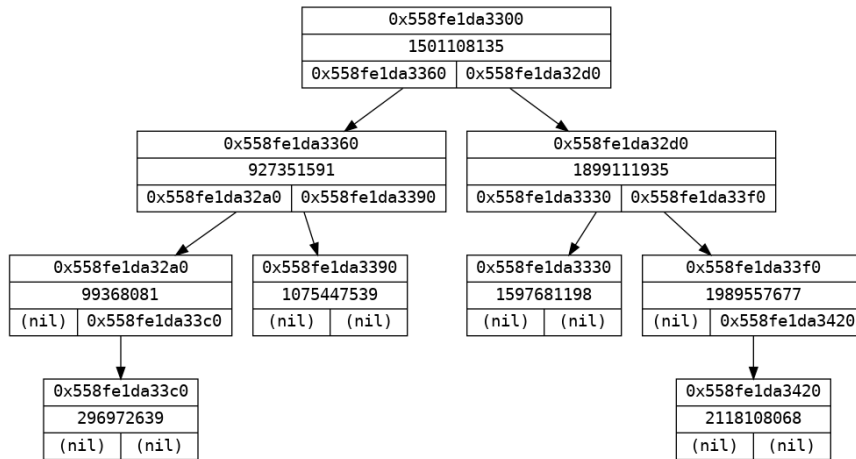 0x558fe1da3300
1501108135
0x558fe1da3360 0x558fe1da32d0
0x558fe1da3360
927351591
0x558fe1da32a0 0x558fe1da3390
0x558fe1da32d0
1899111935
0x558fe1da3330 0x558fe1da33f0
0x558fe1da32a0
99368081
(nil) 0x558fe1da33c0
0x558fe1da3390
1075447539
(nil) (nil)
0x558fe1da3330
1597681198
(nil) (nil)
0x558fe1da33f0
1989557677
(nil) 0x558fe1da3420
0x558fe1da33c0
296972639
(nil) (nil)
0x558fe1da3420
2118108068
(nil) (nil)